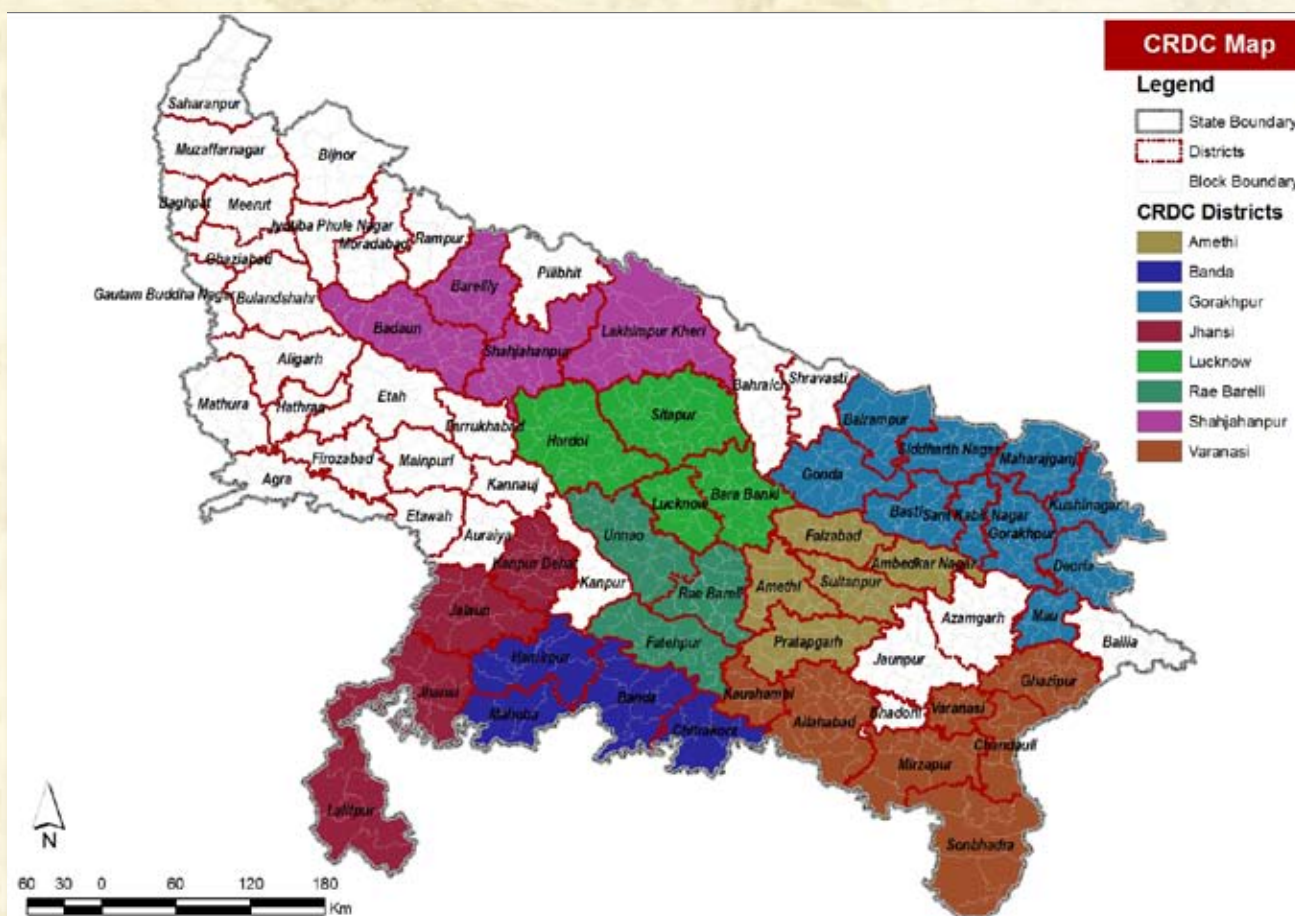 CRDC Map
Legend
State Boundary
Districts
Block Boundary
CRDC Districts
Amethi
Banda
Gorakhpur
Jhansi
Lucknow
Rae Barelli
Shahjahanpur
Varanasi
Saharanpur
Muzaffarnagar
Bijnor
Baghpat
Meerut
Jyotiba Phule Nagar
Moradabad
Rampur
Ghaziabad
Bareilly
Pilibhit
Gautam Buddha Nagar
Bulandshahr
Badaun
Shahjahanpur
Lakhimpur Kheri
Aligarh
Bahraich
Shravasti
Mathura
Hathras
Etah
Farrukhabad
Hardoi
Sitapur
Balrampur
Siddharth Nagar
Maharajganj
Agra
Firozabad
Mainpuri
Kannauj
Lucknow
Bara Banki
Gonda
Basti
Sant Kabir Nagar
Gorakhpur
Kushinagar
Etawah
Auraiya
Unnao
Faizabad
Ambedkar Nagar
Deoria
Kanpur Dehat
Kanpur
Rae Bareli
Amethi
Sultanpur
Azamgarh
Mau
Ballia
Jalaun
Fatehpur
Pratapgarh
Jaunpur
Ghazipur
Hamirpur
Jhansi
Mahoba
Banda
Chitrakoot
Kaushambi
Allahabad
Bhadohi
Varanasi
Chandauli
Mirzapur
Lalitpur
Sonbhadra
N
60 30 0 60 120 180
Km